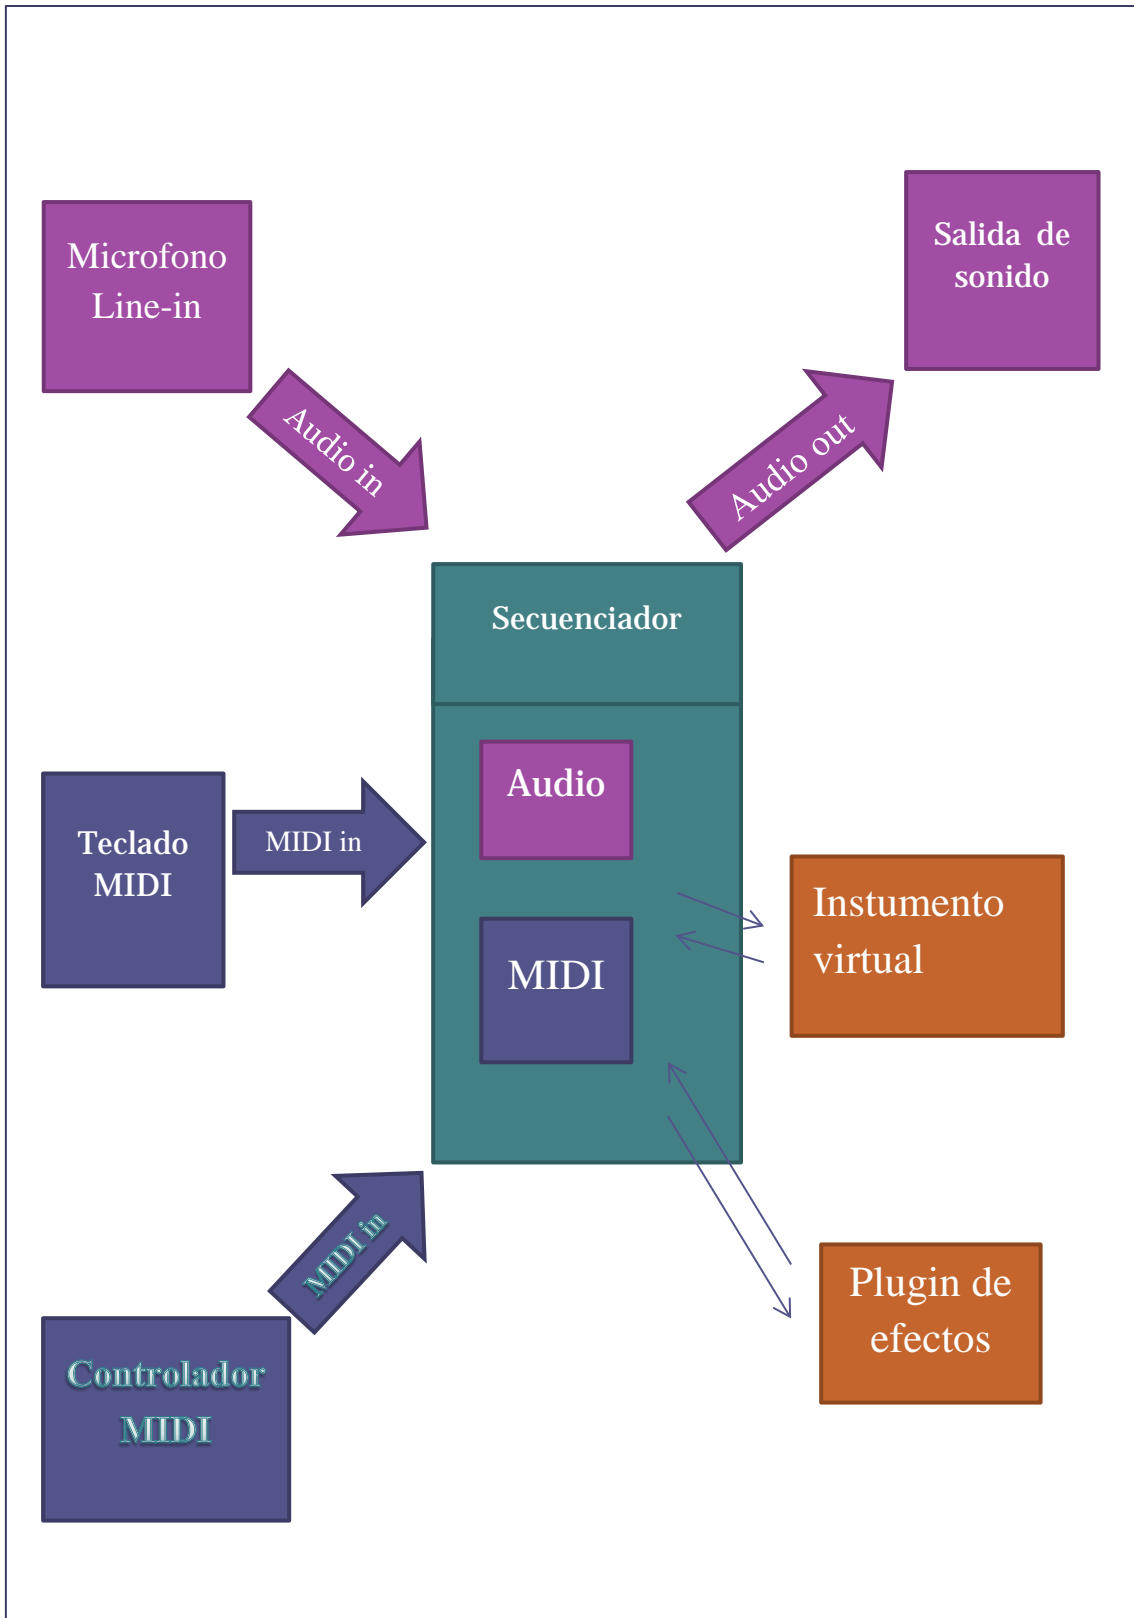 Microfono
Line-in
Salida de
sonido
Audio in
Audio out
Secuenciador
Audio
Teclado
MIDI
MIDI in
MIDI
Instumento
virtual
MIDI in
Controlador
MIDI
Plugin de
efectos